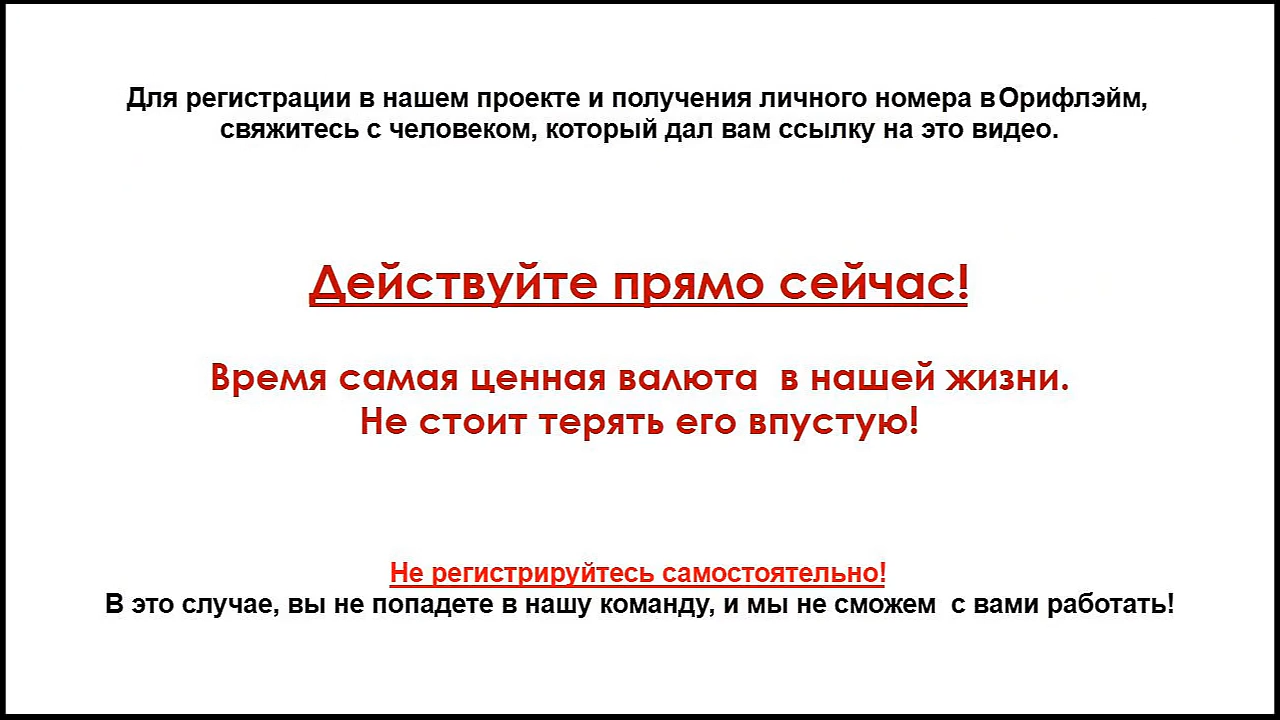 Для регистрации в нашем проекте и получения личного номера в Орифлэйм,
свяжитесь с человеком, который дал вам ссылку на это видео.
Действуйте прямо сейчас!
Время самая ценная валюта в нашей жизни.
Не стоит терять его впустую!
Не регистрируйтесь самостоятельно!
В это случае, вы не попадете в нашу команду, и мы не сможем с вами работать!